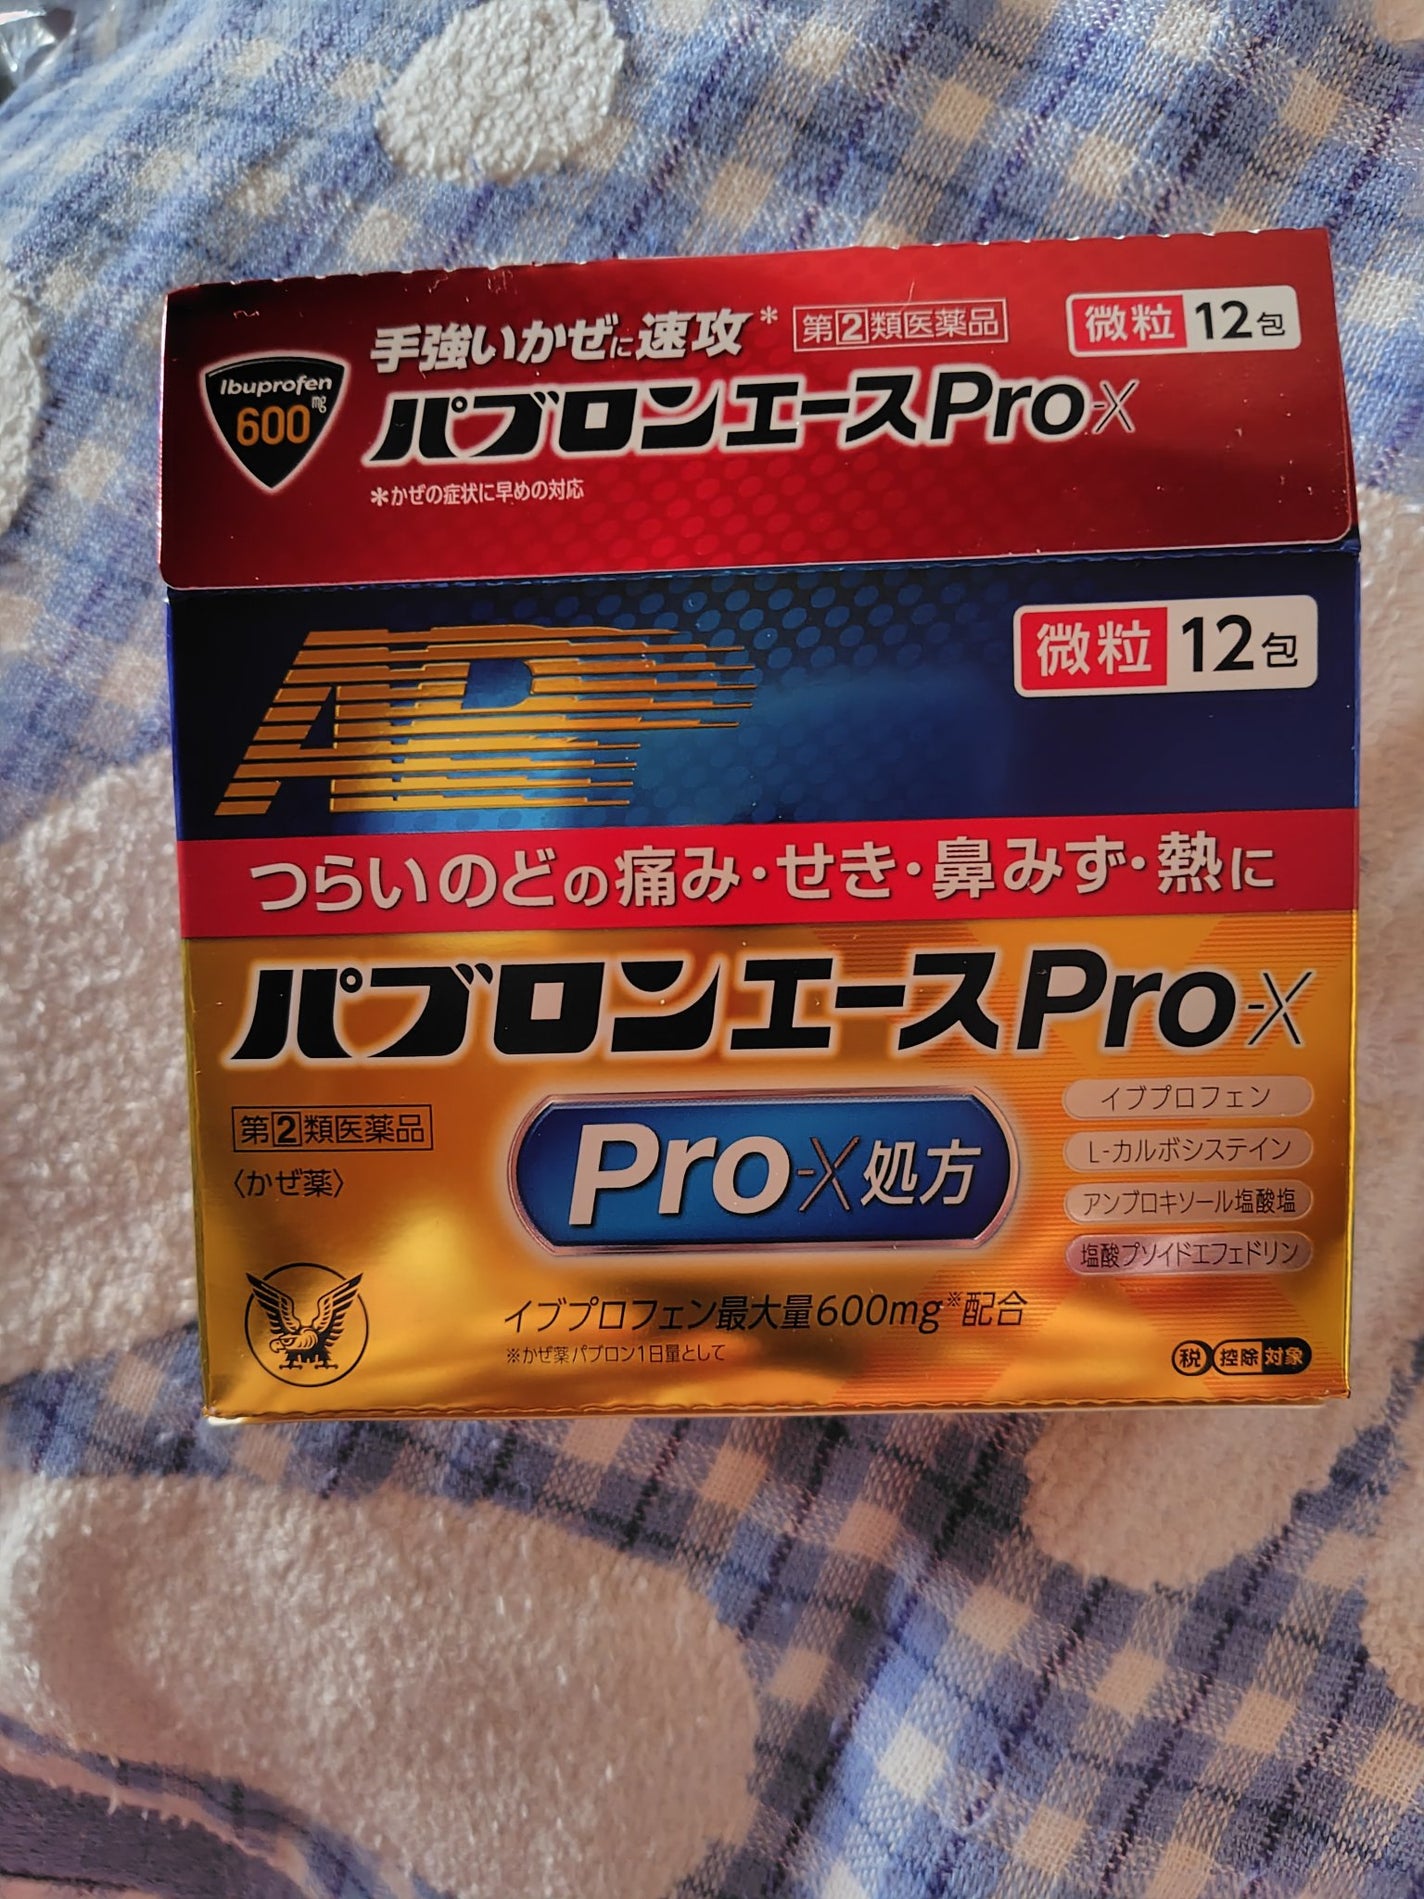 手強いかぜに速攻*
第②類医薬品
微粒 12包
Ibuprofen
600mg
パブロンエースPro-X
*かぜの症状に早めの対応
AP
微粒 12包
つらいのどの痛み・せき・鼻みず・熱に
パブロンエースPro-X
第②類医薬品
〈かぜ薬〉
Pro-X処方
イブプロフェン
L-カルボシステイン
アンブロキソール塩酸塩
塩酸プソイドエフェドリン
イブプロフェン最大量600mg※配合
※かぜ薬パブロン1日量として
税 控除 対象